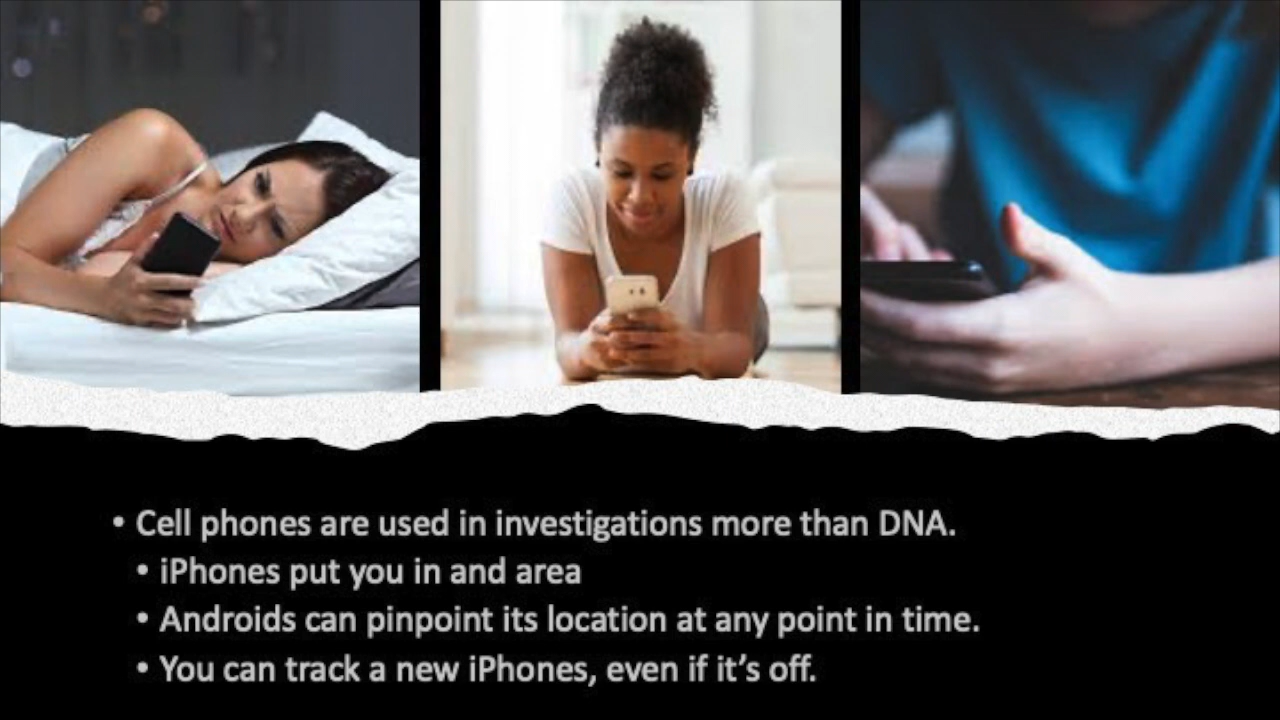 • Cell phones are used in investigations more than DNA.
• iPhones put you in and area
• Androids can pinpoint its location at any point in time.
• You can track a new iPhones, even if it’s off.